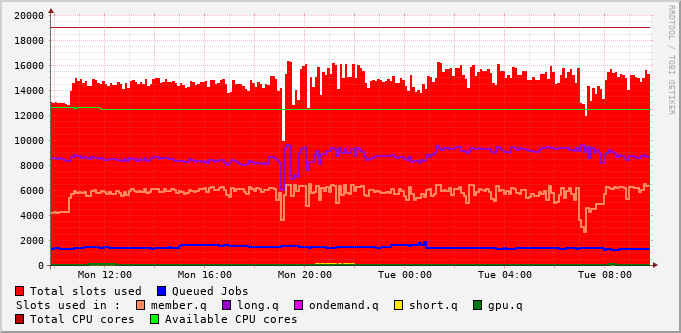 20000
18000
16000
14000
12000
10000
8000
6000
4000
2000
0
Mon 12:00 Mon 16:00 Mon 20:00 Tue 00:00 Tue 04:00 Tue 08:00
Total slots used Queued Jobs
Slots used in : member.q long.q ondemand.q short.q gpu.q
Total CPU cores Available CPU cores
RRDTOOL / TOBI OETIKER